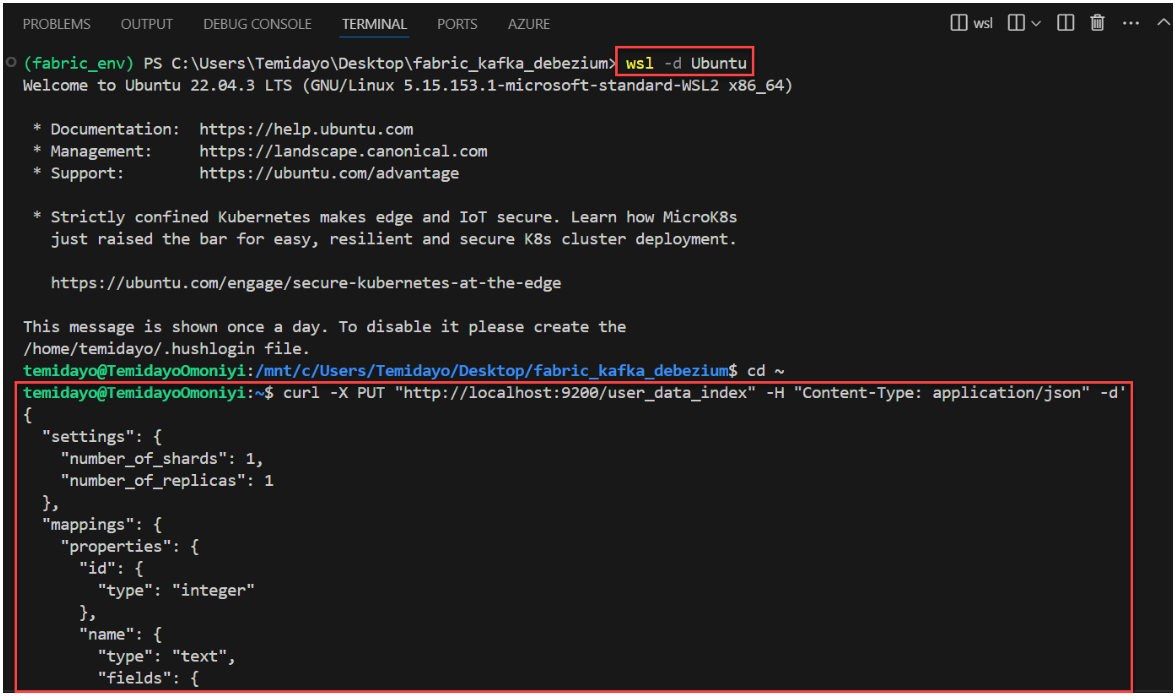 PROBLEMS OUTPUT DEBUG CONSOLE TERMINAL PORTS AZURE wsl
(fabric_env) PS C:\Users\Temidayo\Desktop\fabric_kafka_debezium> wsl -d Ubuntu
Welcome to Ubuntu 22.04.3 LTS (GNU/Linux 5.15.153.1-microsoft-standard-WSL2 x86_64)

 * Documentation:  https://help.ubuntu.com
 * Management:     https://landscape.canonical.com
 * Support:        https://ubuntu.com/advantage

 * Strictly confined Kubernetes makes edge and IoT secure. Learn how MicroK8s
   just raised the bar for easy, resilient and secure K8s cluster deployment.

   https://ubuntu.com/engage/secure-kubernetes-at-the-edge

This message is shown once a day. To disable it please create the
/home/temidayo/.hushlogin file.
temidayo@TemidayoOmoniyi:/mnt/c/Users/Temidayo/Desktop/fabric_kafka_debezium$ cd ~
temidayo@TemidayoOmoniyi:~$ curl -X PUT "http://localhost:9200/user_data_index" -H "Content-Type: application/json" -d'
{
  "settings": {
    "number_of_shards": 1,
    "number_of_replicas": 1
  },
  "mappings": {
    "properties": {
      "id": {
        "type": "integer"
      },
      "name": {
        "type": "text",
        "fields": {